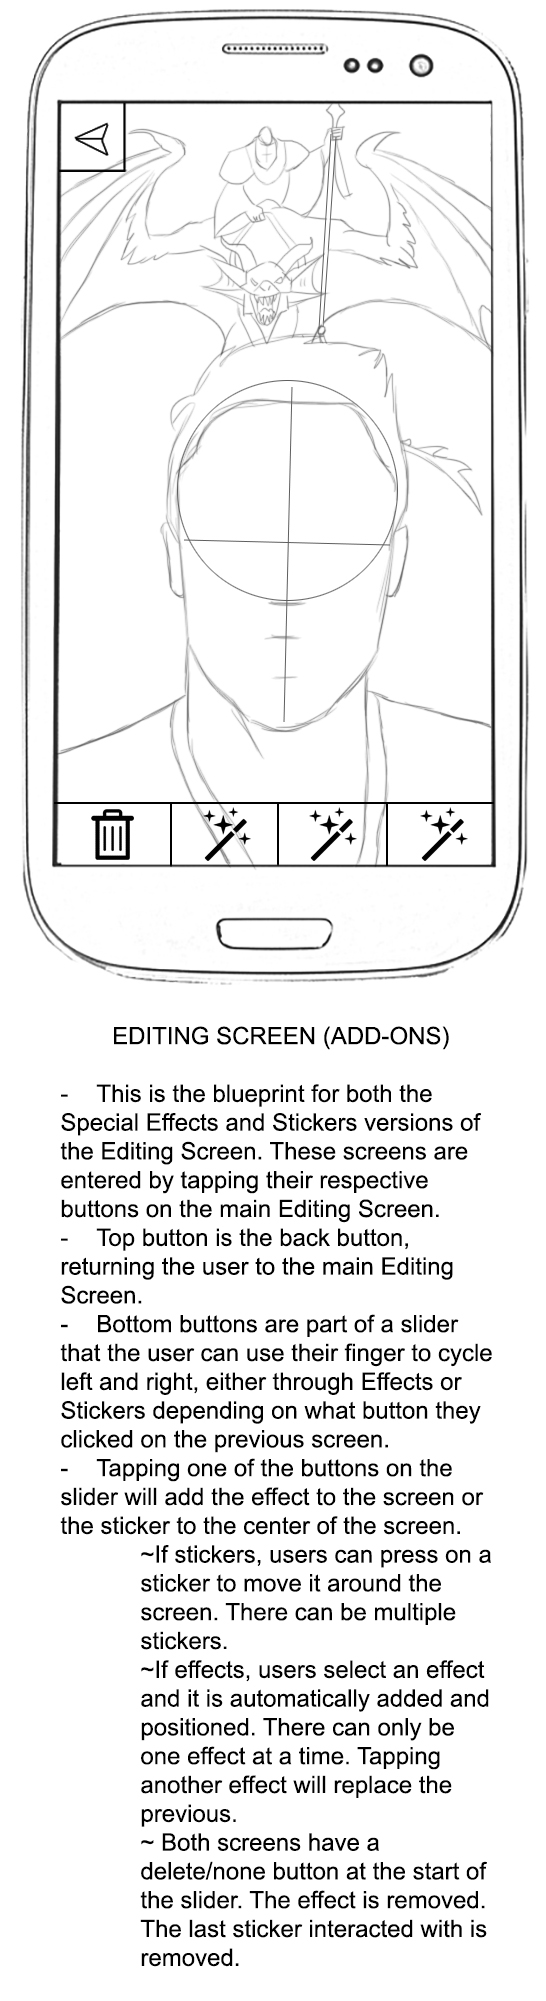 EDITING SCREEN (ADD-ONS)
- This is the blueprint for both the
Special Effects and Stickers versions of
the Editing Screen. These screens are
entered by tapping their respective
buttons on the main Editing Screen.
- Top button is the back button,
returning the user to the main Editing
Screen.
- Bottom buttons are part of a slider
that the user can use their finger to cycle
left and right, either through Effects or
Stickers depending on what button they
clicked on the previous screen.
- Tapping one of the buttons on the
slider will add the effect to the screen or
the sticker to the center of the screen.
~If stickers, users can press on a
sticker to move it around the
screen. There can be multiple
stickers.
~If effects, users select an effect
and it is automatically added and
positioned. There can only be
one effect at a time. Tapping
another effect will replace the
previous.
~ Both screens have a
delete/none button at the start of
the slider. The effect is removed.
The last sticker interacted with is
removed.